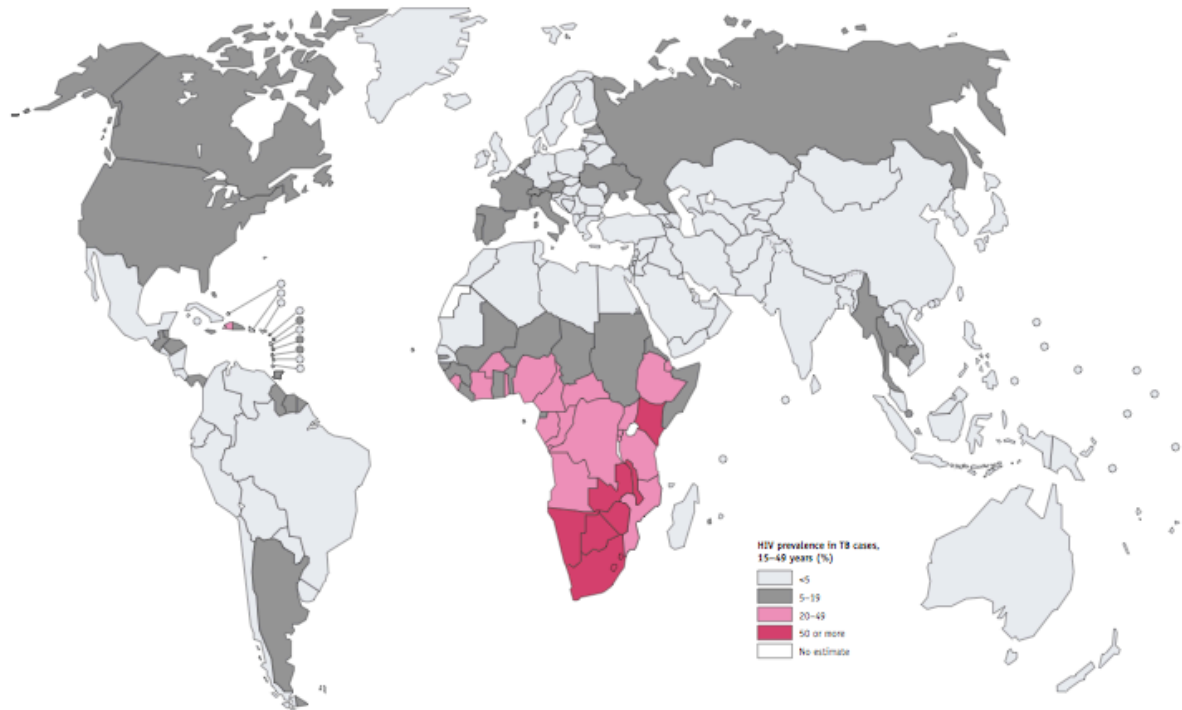 HIV prevalence in TB cases,
15–49 years (%)
<5
5–19
20–49
50 or more
No estimate